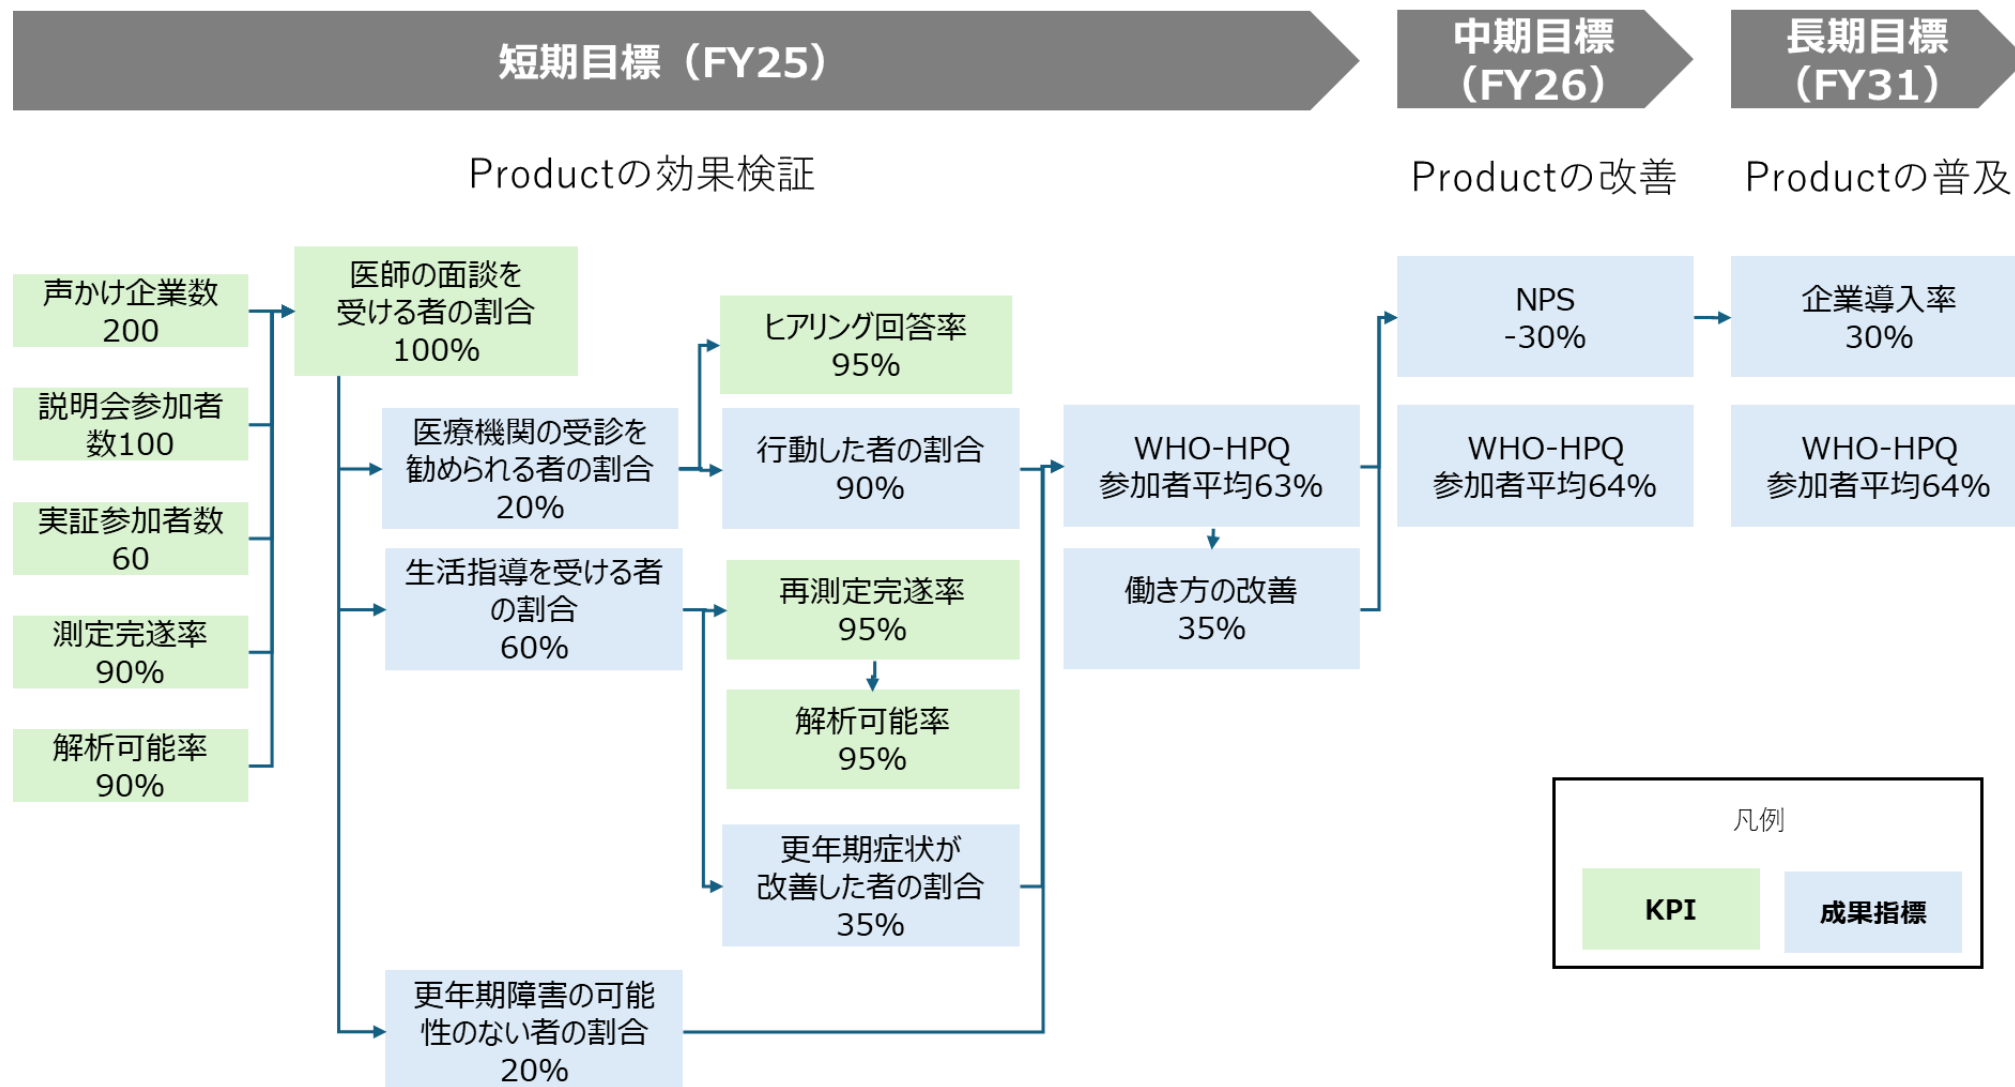 短期目標（FY25）
中期目標
（FY26）
長期目標
（FY31）
Productの効果検証
Productの改善
Productの普及
声かけ企業数
200
説明会参加者
数100
実証参加者数
60
測定完遂率
90%
解析可能率
90%
医師の面談を
受ける者の割合
100%
医療機関の受診を
勧められる者の割合
20%
生活指導を受ける者
の割合
60%
更年期障害の可能
性のない者の割合
20%
ヒアリング回答率
95%
行動した者の割合
90%
再測定完遂率
95%
解析可能率
95%
更年期症状が
改善した者の割合
35%
WHO-HPQ
参加者平均63%
働き方の改善
35%
NPS
-30%
WHO-HPQ
参加者平均64%
企業導入率
30%
WHO-HPQ
参加者平均64%
凡例
KPI
成果指標